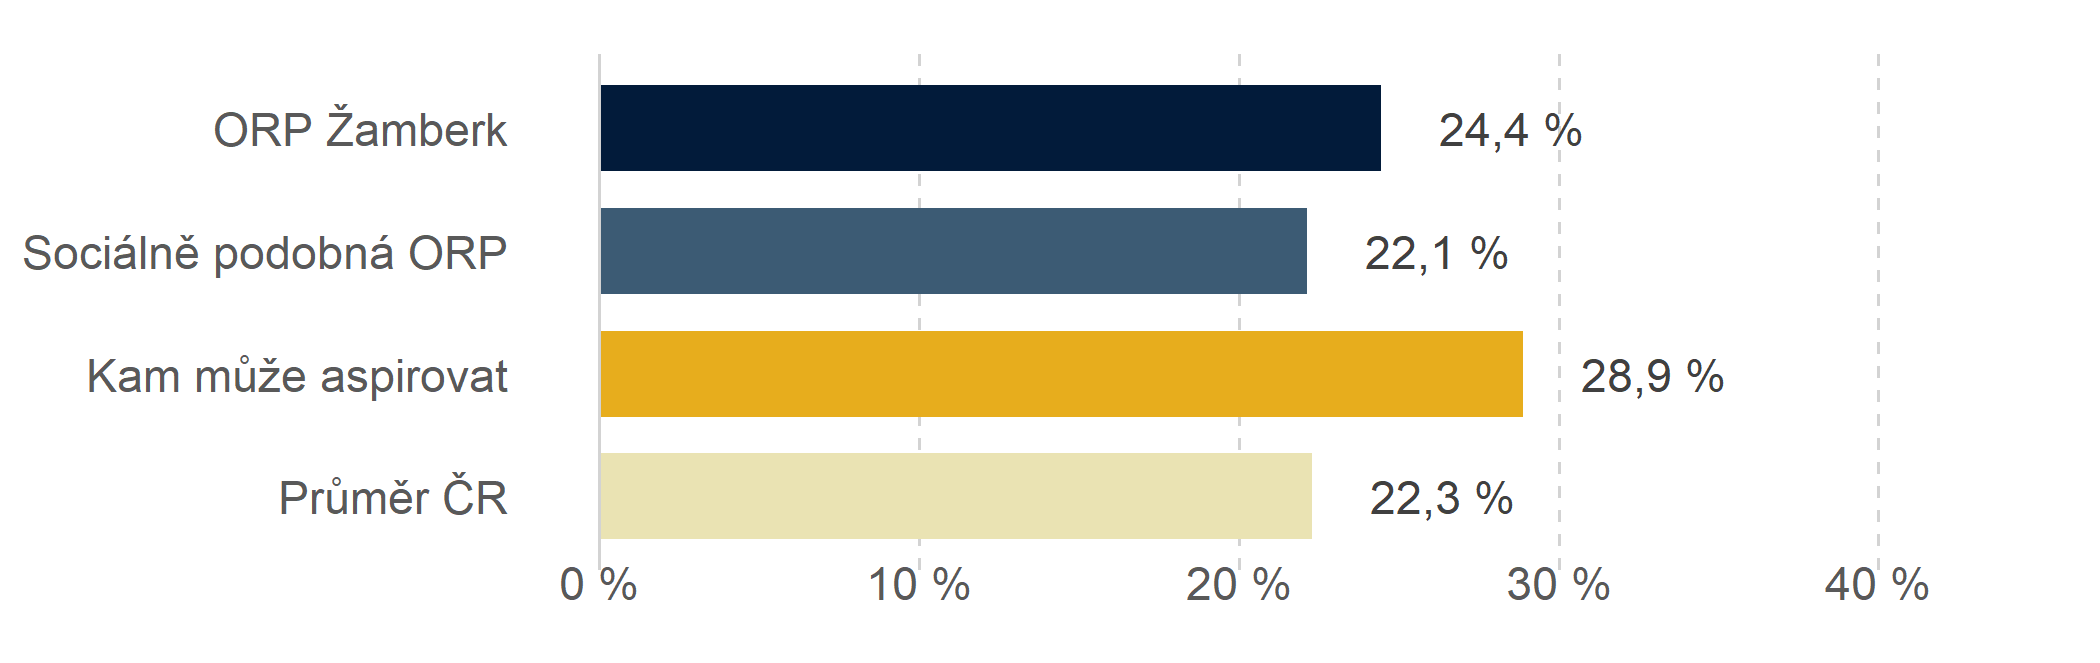 ORP Žamberk
24,4 %
Sociálně podobná ORP
22,1 %
Kam může aspirovat
28,9 %
Průměr ČR
22,3 %
0 % 10 % 20 % 30 % 40 %